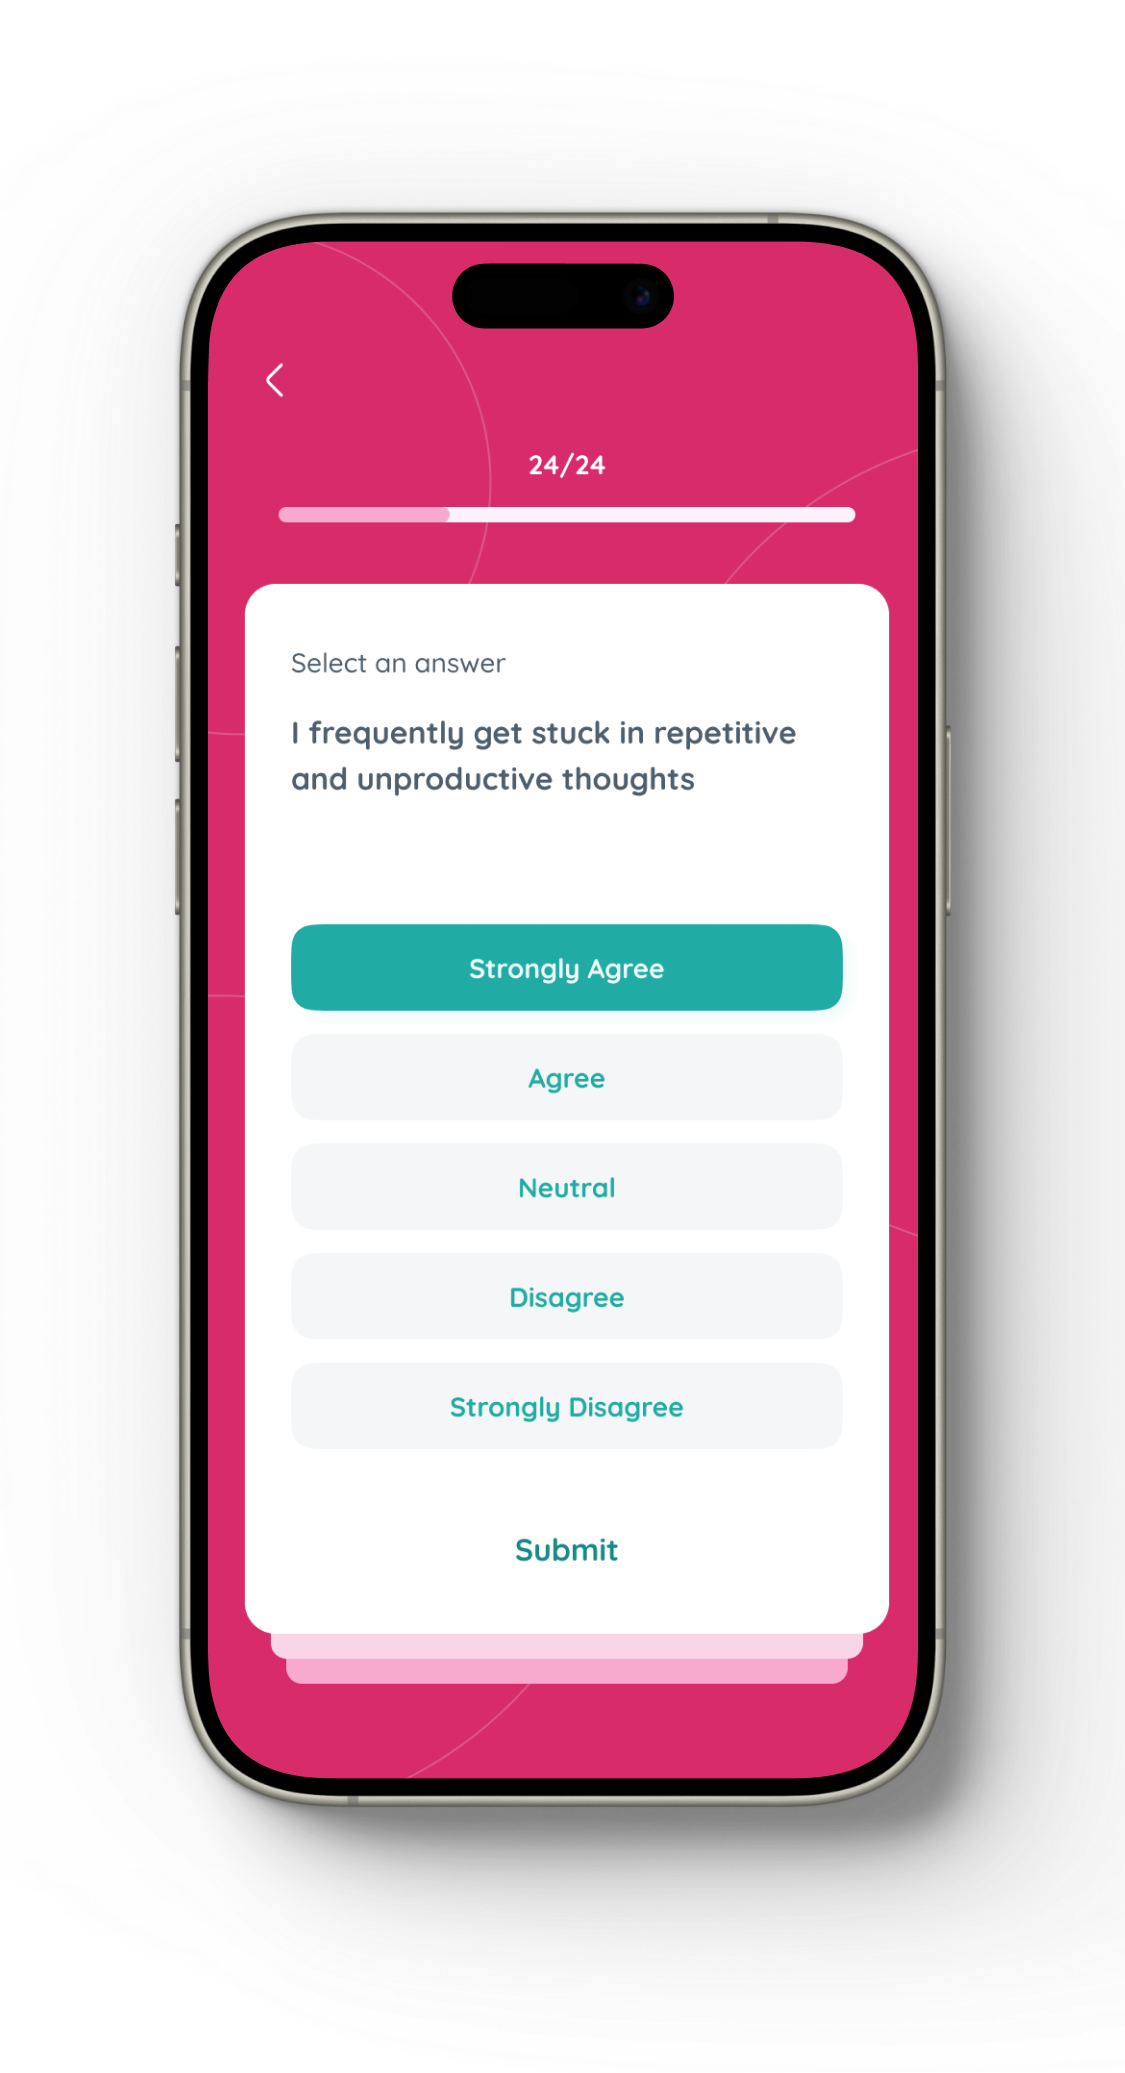 24/24
Select an answer
I frequently get stuck in repetitive
and unproductive thoughts
Strongly Agree
Agree
Neutral
Disagree
Strongly Disagree
Submit